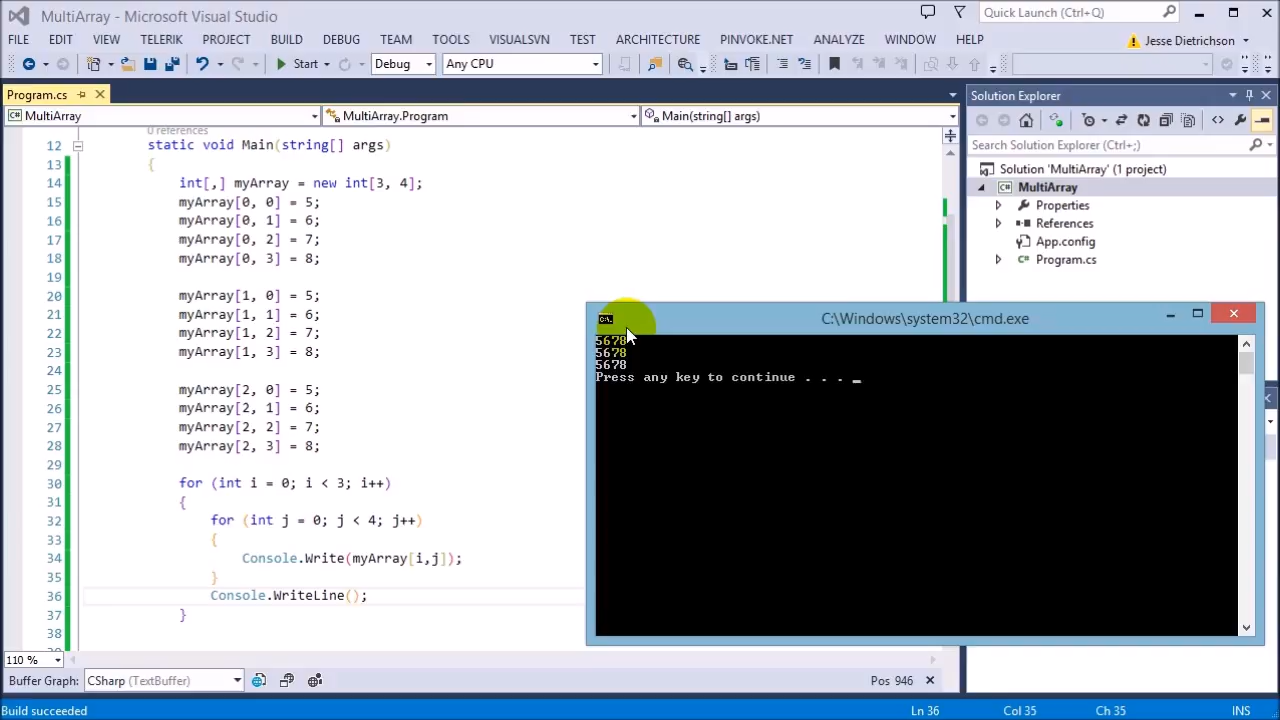 MultiArray - Microsoft Visual Studio
Quick Launch (Ctrl+Q)
FILE EDIT VIEW TELERIK PROJECT BUILD DEBUG TEAM TOOLS VISUALSVN TEST ARCHITECTURE PINVOKE.NET ANALYZE WINDOW HELP
Jesse Dietrichson
Start Debug Any CPU
Program.cs
MultiArray MultiArray.Program Main(string[] args)
0 references
12 static void Main(string[] args)
13 {
14 int[,] myArray = new int[3, 4];
15 myArray[0, 0] = 5;
16 myArray[0, 1] = 6;
17 myArray[0, 2] = 7;
18 myArray[0, 3] = 8;
19
20 myArray[1, 0] = 5;
21 myArray[1, 1] = 6;
22 myArray[1, 2] = 7;
23 myArray[1, 3] = 8;
24
25 myArray[2, 0] = 5;
26 myArray[2, 1] = 6;
27 myArray[2, 2] = 7;
28 myArray[2, 3] = 8;
29
30 for (int i = 0; i < 3; i++)
31 {
32 for (int j = 0; j < 4; j++)
33 {
34 Console.Write(myArray[i,j]);
35 }
36 Console.WriteLine();
37 }
38
110 %
Buffer Graph: CSharp (TextBuffer) Pos 946
Build succeeded Ln 36 Col 35 Ch 35 INS
Solution Explorer
Search Solution Explorer (Ctrl+;)
Solution 'MultiArray' (1 project)
C# MultiArray
Properties
References
App.config
C# Program.cs
C:\Windows\system32\cmd.exe
5678
5678
5678
Press any key to continue . . . _